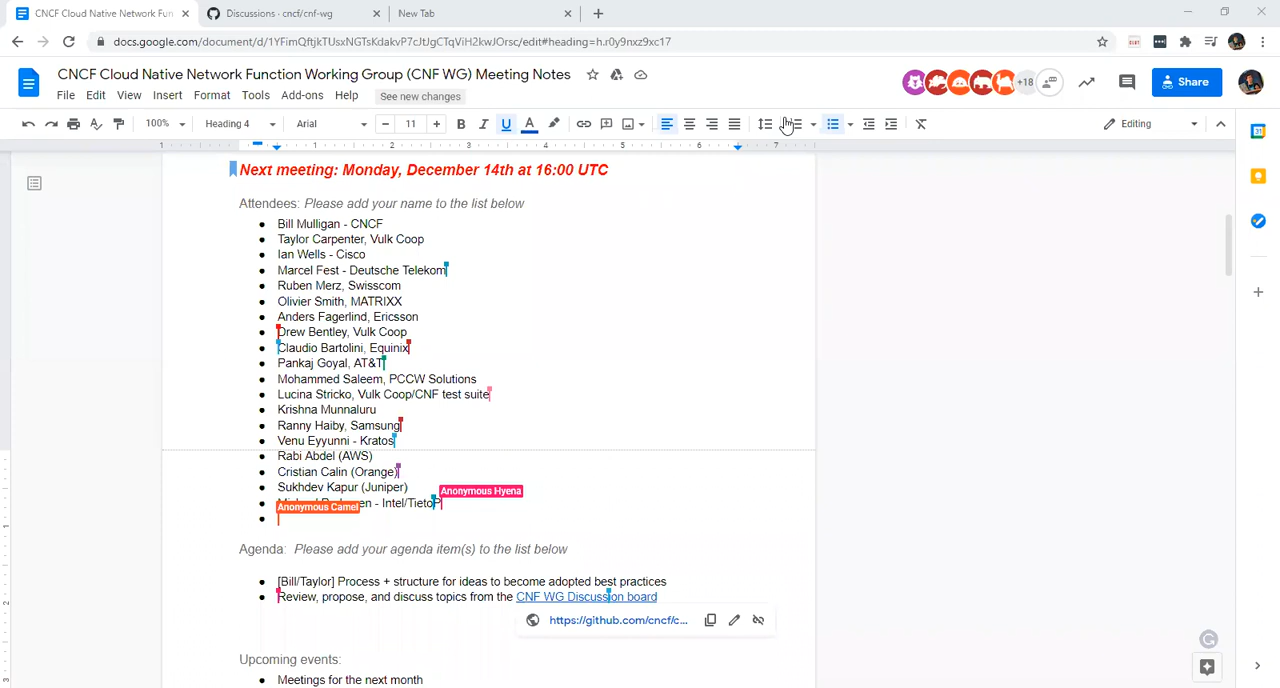 CNCF Cloud Native Network Fun
Discussions · cncf/cnf-wg
New Tab
docs.google.com/document/d/1YFimQftjkTUsxNGTsKdakvP7cJtJgCTqViH2kwJOrsc/edit#heading=h.r0y9nxz9xc17
CNCF Cloud Native Network Function Working Group (CNF WG) Meeting Notes
+18
Share
File Edit View Insert Format Tools Add-ons Help See new changes
100% Heading 4 Arial 11 B I U A Editing
1 1 2 3 4 5 6 7
Next meeting: Monday, December 14th at 16:00 UTC
Attendees: Please add your name to the list below
Bill Mulligan - CNCF
Taylor Carpenter, Vulk Coop
Ian Wells - Cisco
Marcel Fest - Deutsche Telekom
Ruben Merz, Swisscom
Olivier Smith, MATRIXX
Anders Fagerlind, Ericsson
Drew Bentley, Vulk Coop
Claudio Bartolini, Equinix
Pankaj Goyal, AT&T
Mohammed Saleem, PCCW Solutions
Lucina Stricko, Vulk Coop/CNF test suite
Krishna Munnaluru
Ranny Haiby, Samsung
Venu Eyyunni - Kratos
Rabi Abdel (AWS)
Cristian Calin (Orange)
Sukhdev Kapur (Juniper)
Anonymous Hyena
- Intel/TietoP
Anonymous Camel
Agenda: Please add your agenda item(s) to the list below
[Bill/Taylor] Process + structure for ideas to become adopted best practices
Review, propose, and discuss topics from the CNF WG Discussion board
https://github.com/cncf/c...
Upcoming events:
Meetings for the next month